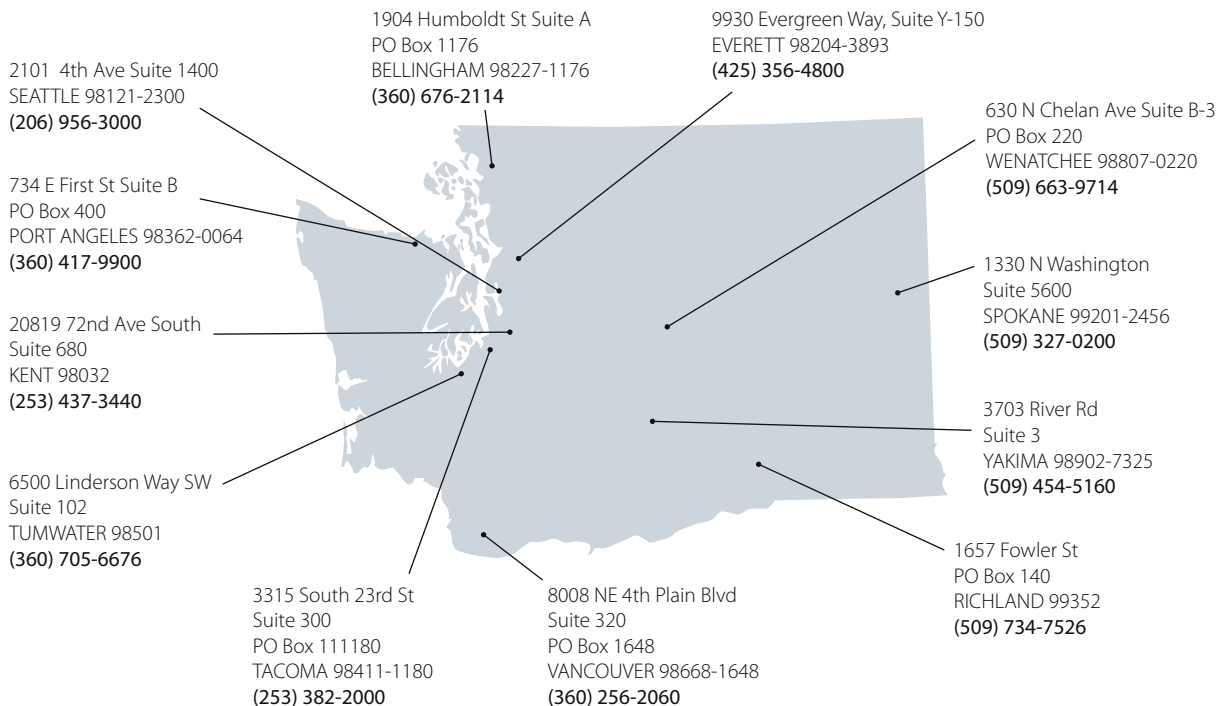 1904 Humboldt St Suite A
PO Box 1176
BELLINGHAM 98227-1176
(360) 676-2114
9930 Evergreen Way, Suite Y-150
EVERETT 98204-3893
(425) 356-4800
2101 4th Ave Suite 1400
SEATTLE 98121-2300
(206) 956-3000
630 N Chelan Ave Suite B-3
PO Box 220
WENATCHEE 98807-0220
(509) 663-9714
734 E First St Suite B
PO Box 400
PORT ANGELES 98362-0064
(360) 417-9900
1330 N Washington
Suite 5600
SPOKANE 99201-2456
(509) 327-0200
20819 72nd Ave South
Suite 680
KENT 98032
(253) 437-3440
3703 River Rd
Suite 3
YAKIMA 98902-7325
(509) 454-5160
6500 Linderson Way SW
Suite 102
TUMWATER 98501
(360) 705-6676
1657 Fowler St
PO Box 140
RICHLAND 99352
(509) 734-7526
3315 South 23rd St
Suite 300
PO Box 111180
TACOMA 98411-1180
(253) 382-2000
8008 NE 4th Plain Blvd
Suite 320
PO Box 1648
VANCOUVER 98668-1648
(360) 256-2060